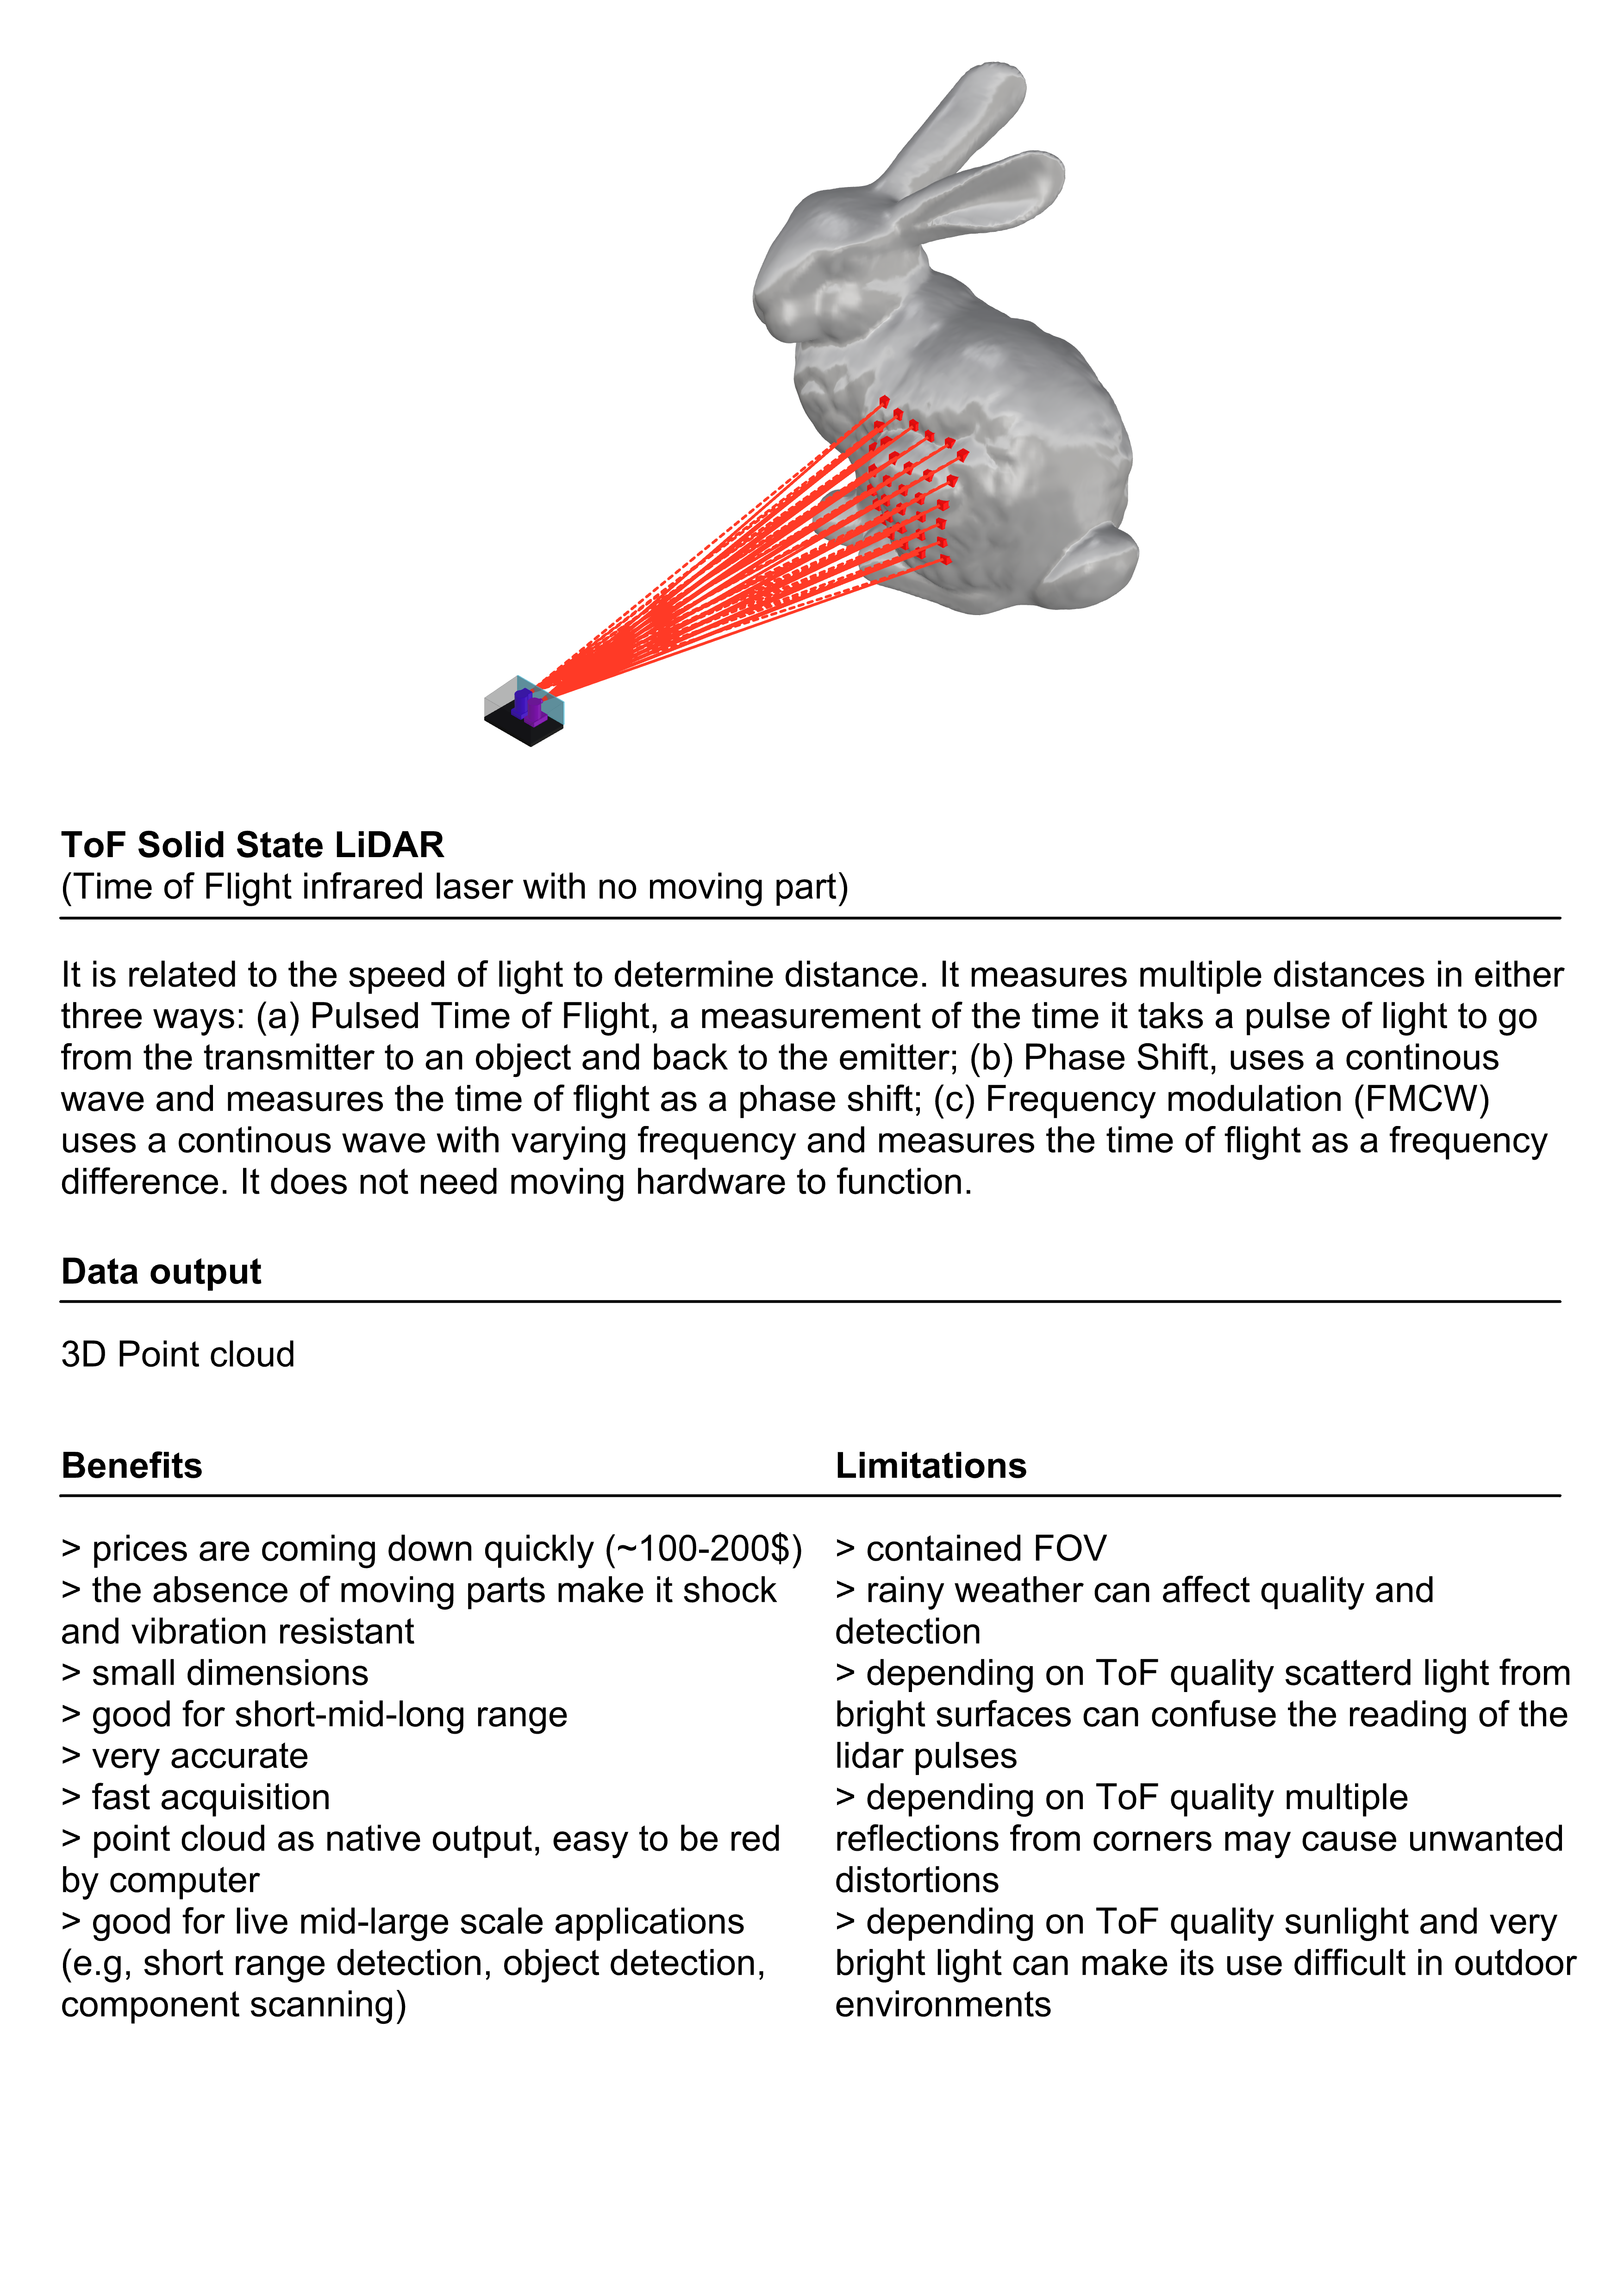 ToF Solid State LiDAR
(Time of Flight infrared laser with no moving part)
It is related to the speed of light to determine distance. It measures multiple distances in either
three ways: (a) Pulsed Time of Flight, a measurement of the time it taks a pulse of light to go
from the transmitter to an object and back to the emitter; (b) Phase Shift, uses a continous
wave and measures the time of flight as a phase shift; (c) Frequency modulation (FMCW)
uses a continous wave with varying frequency and measures the time of flight as a frequency
difference. It does not need moving hardware to function.
Data output
3D Point cloud
Benefits
> prices are coming down quickly (~100-200$)
> the absence of moving parts make it shock
and vibration resistant
> small dimensions
> good for short-mid-long range
> very accurate
> fast acquisition
> point cloud as native output, easy to be red
by computer
> good for live mid-large scale applications
(e.g, short range detection, object detection,
component scanning)
Limitations
> contained FOV
> rainy weather can affect quality and
detection
> depending on ToF quality scatterd light from
bright surfaces can confuse the reading of the
lidar pulses
> depending on ToF quality multiple
reflections from corners may cause unwanted
distortions
> depending on ToF quality sunlight and very
bright light can make its use difficult in outdoor
environments